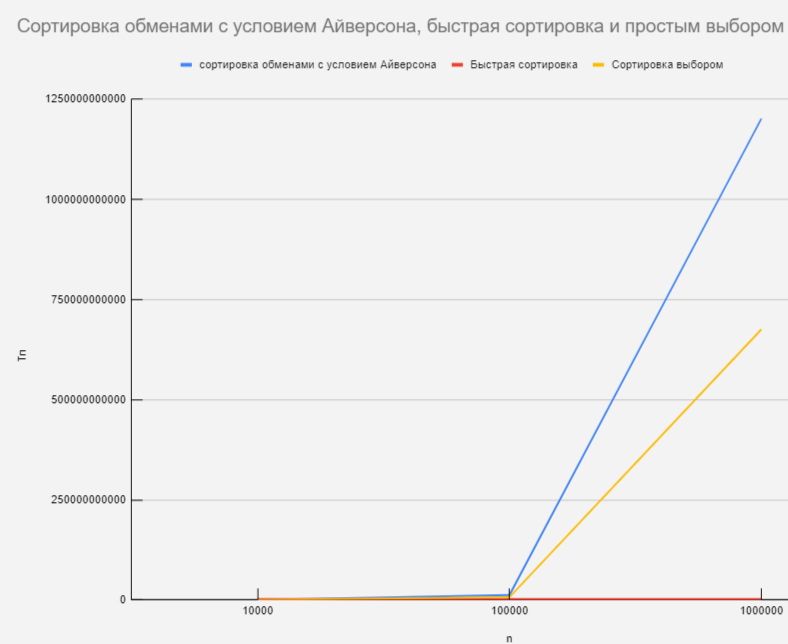 Сортировка обменами с условием Айверсона, быстрая сортировка и простым выбором
сортировка обменами с условием Айверсона Быстрая сортировка Сортировка выбором
1250000000000
1000000000000
750000000000
500000000000
250000000000
0
Tn
10000 100000 1000000
n